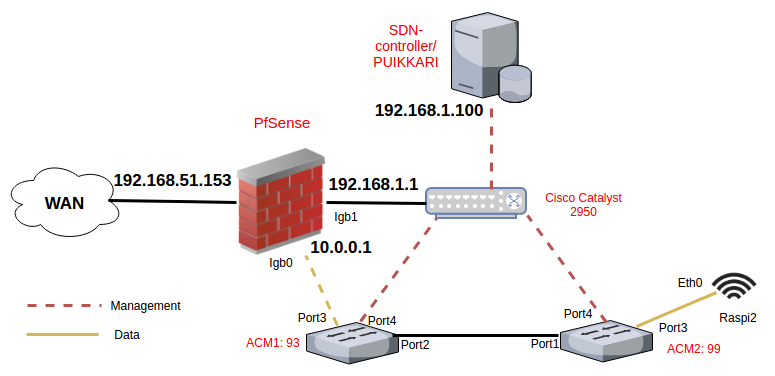 SDN-
controller/
PUIKKARI
192.168.1.100
PfSense
192.168.51.153
192.168.1.1
WAN
Cisco Catalyst
2950
Igb1
10.0.0.1
Igb0
Eth0
Management
Port3
Port4
Port4
Raspi2
Data
ACM1: 93
Port2
Port1
Port3
ACM2: 99